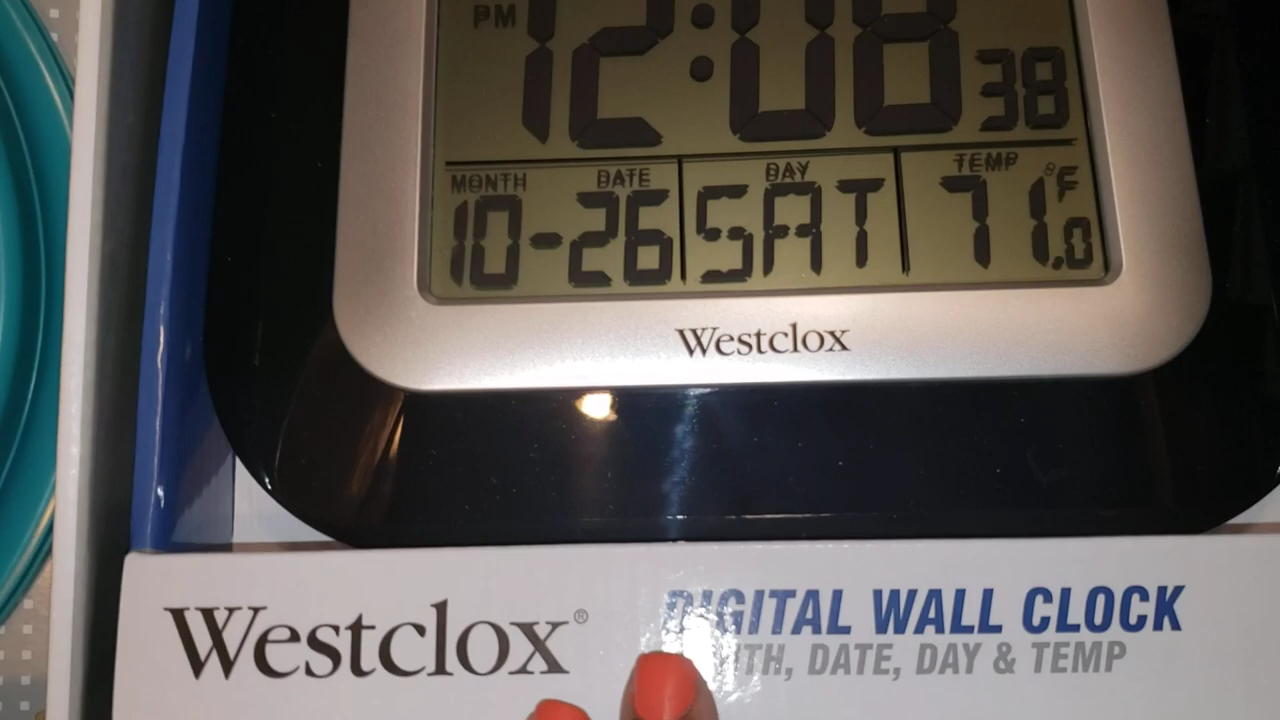 PM 12:08 38
MONTH DATE DAY TEMP °F
10-26 SAT 71.0
Westclox
Westclox® DIGITAL WALL CLOCK
DATE, DAY & TEMP